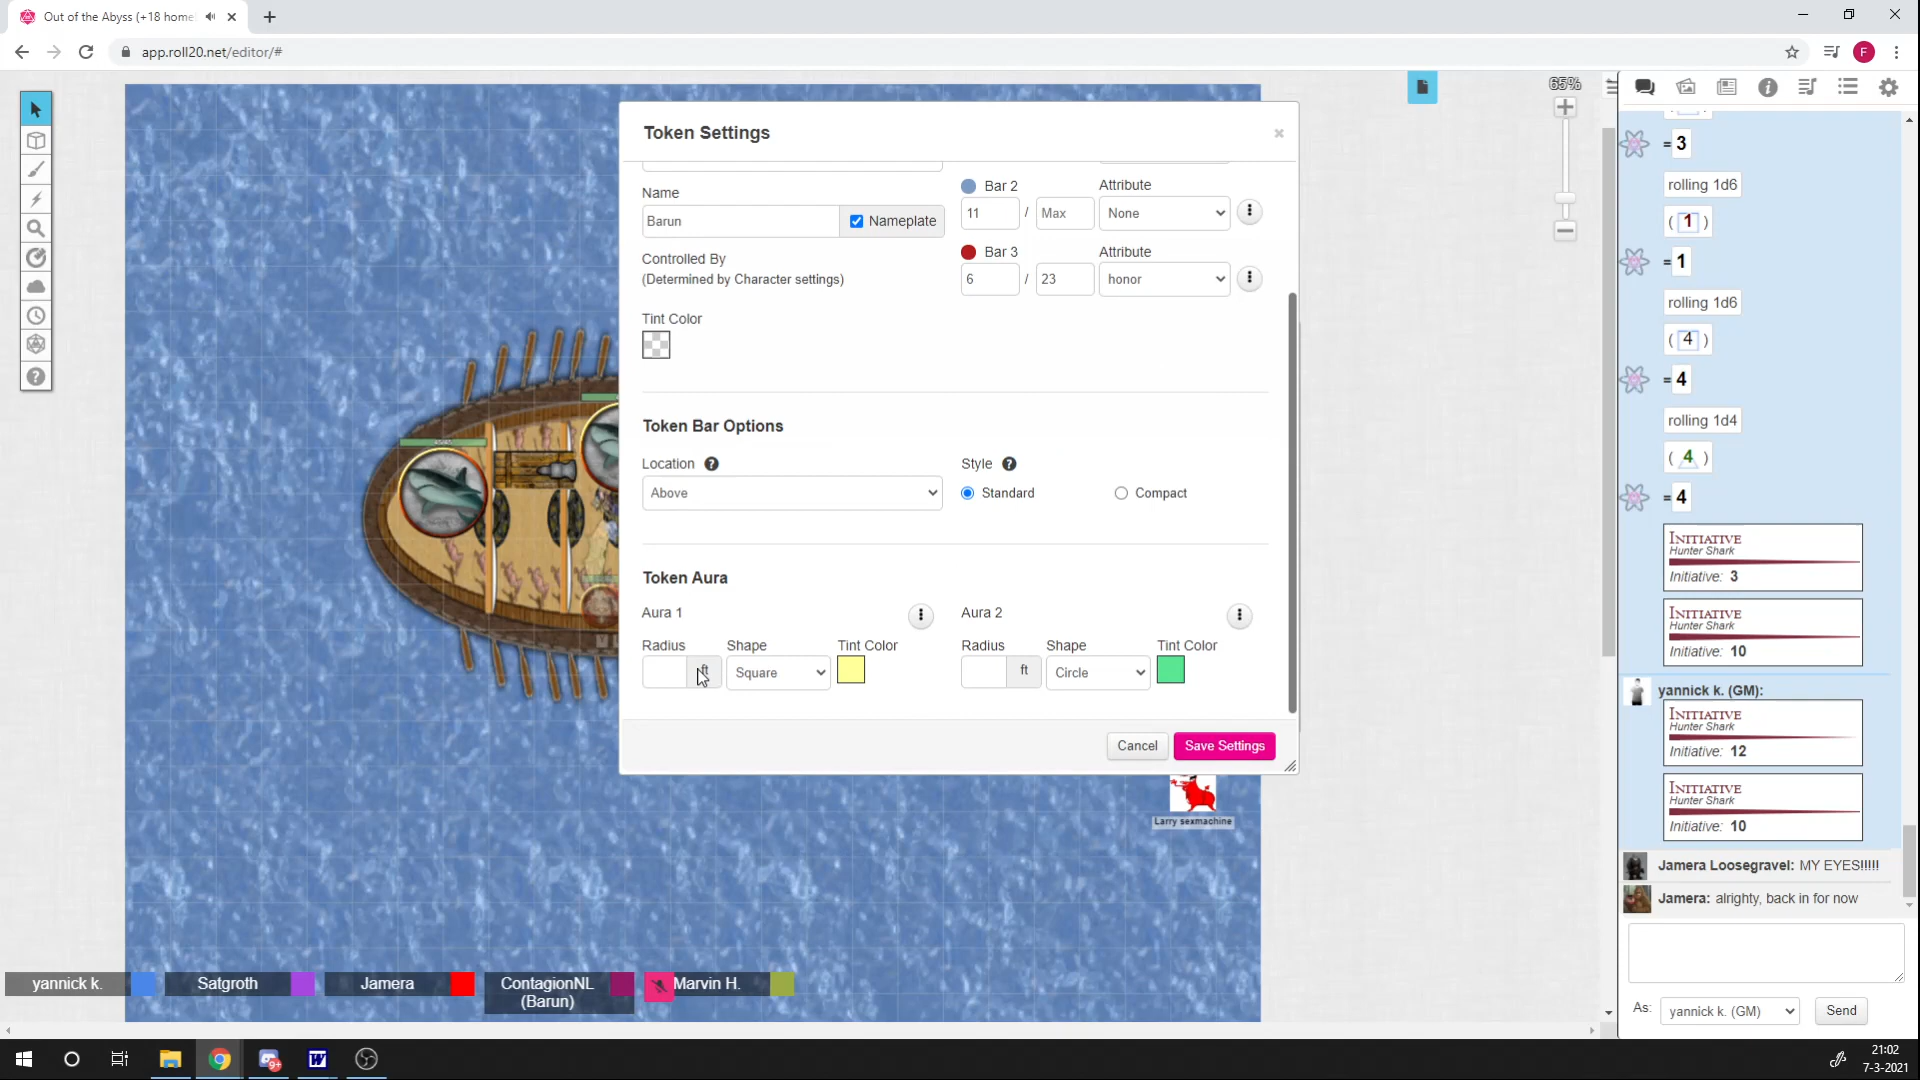 Out of the Abyss (+18 home
app.roll20.net/editor/#
F
65%
Token Settings
Name
Barun
Nameplate
Controlled By
(Determined by Character settings)
Tint Color
Bar 2
Attribute
11 / Max
None
Bar 3
Attribute
6 / 23
honor
Token Bar Options
Location
Above
Style
Standard
Compact
Token Aura
Aura 1
Radius Shape Tint Color
ft Square
Aura 2
Radius Shape Tint Color
ft Circle
Cancel
Save Settings
Larry sexmachine
=3
rolling 1d6
( 1 )
=1
rolling 1d6
( 4 )
=4
rolling 1d4
( 4 )
=4
INITIATIVE
Hunter Shark
Initiative: 3
INITIATIVE
Hunter Shark
Initiative: 10
yannick k. (GM):
INITIATIVE
Hunter Shark
Initiative: 12
INITIATIVE
Hunter Shark
Initiative: 10
Jamera Loosegravel: MY EYES!!!!!
Jamera: alrighty, back in for now
As: yannick k. (GM)
Send
yannick k.
Satgroth
Jamera
ContagionNL
(Barun)
Marvin H.
9+
W
21:02
7-3-2021